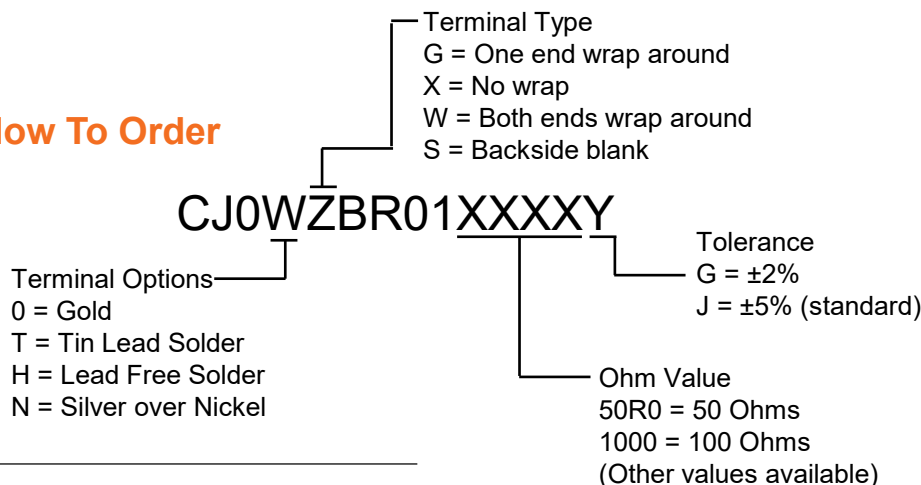 Terminal Type
G = One end wrap around
X = No wrap
W = Both ends wrap around
S = Backside blank
How To Order
CJ0WZBR01XXXXY
Terminal Options
0 = Gold
T = Tin Lead Solder
H = Lead Free Solder
N = Silver over Nickel
Tolerance
G = ±2%
J = ±5% (standard)
Ohm Value
50R0 = 50 Ohms
1000 = 100 Ohms
(Other values available)